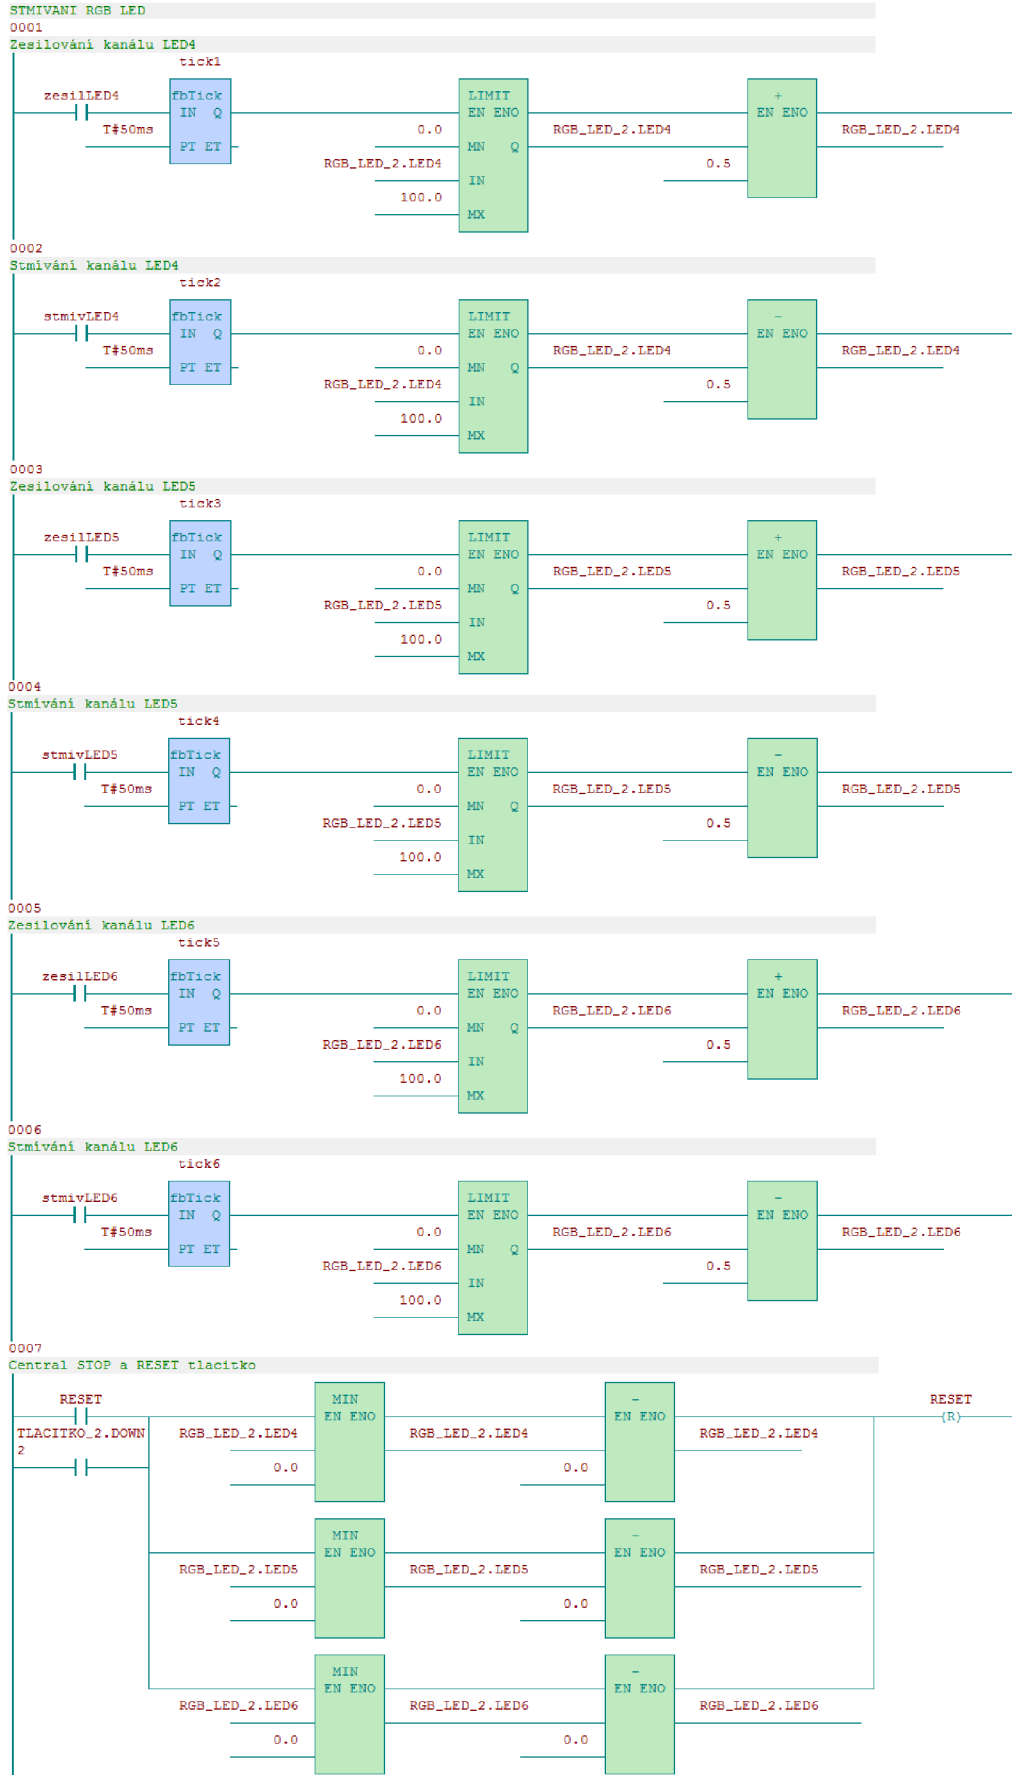 STMIVANI RGB LED
0001
Zesilování kanálu LED4
tick1
zesilLED4 fbTick LIMIT +
IN Q EN ENO EN ENO
T#50ms 0.0 RGB_LED_2.LED4 RGB_LED_2.LED4
PT ET MN Q
RGB_LED_2.LED4 0.5
IN
100.0
MX
0002
Stmívání kanálu LED4
tick2
stmivLED4 fbTick LIMIT -
IN Q EN ENO EN ENO
T#50ms 0.0 RGB_LED_2.LED4 RGB_LED_2.LED4
PT ET MN Q
RGB_LED_2.LED4 0.5
IN
100.0
MX
0003
Zesilování kanálu LED5
tick3
zesilLED5 fbTick LIMIT +
IN Q EN ENO EN ENO
T#50ms 0.0 RGB_LED_2.LED5 RGB_LED_2.LED5
PT ET MN Q
RGB_LED_2.LED5 0.5
IN
100.0
MX
0004
Stmívání kanálu LED5
tick4
stmivLED5 fbTick LIMIT -
IN Q EN ENO EN ENO
T#50ms 0.0 RGB_LED_2.LED5 RGB_LED_2.LED5
PT ET MN Q
RGB_LED_2.LED5 0.5
IN
100.0
MX
0005
Zesilování kanálu LED6
tick5
zesilLED6 fbTick LIMIT +
IN Q EN ENO EN ENO
T#50ms 0.0 RGB_LED_2.LED6 RGB_LED_2.LED6
PT ET MN Q
RGB_LED_2.LED6 0.5
IN
100.0
MX
0006
Stmívání kanálu LED6
tick6
stmivLED6 fbTick LIMIT -
IN Q EN ENO EN ENO
T#50ms 0.0 RGB_LED_2.LED6 RGB_LED_2.LED6
PT ET MN Q
RGB_LED_2.LED6 0.5
IN
100.0
MX
0007
Central STOP a RESET tlacitko
RESET MIN - RESET
EN ENO EN ENO (R)
TLACITKO_2.DOWN RGB_LED_2.LED4 RGB_LED_2.LED4 RGB_LED_2.LED4
2
0.0 0.0
MIN -
EN ENO EN ENO
RGB_LED_2.LED5 RGB_LED_2.LED5 RGB_LED_2.LED5
0.0 0.0
MIN -
EN ENO EN ENO
RGB_LED_2.LED6 RGB_LED_2.LED6 RGB_LED_2.LED6
0.0 0.0